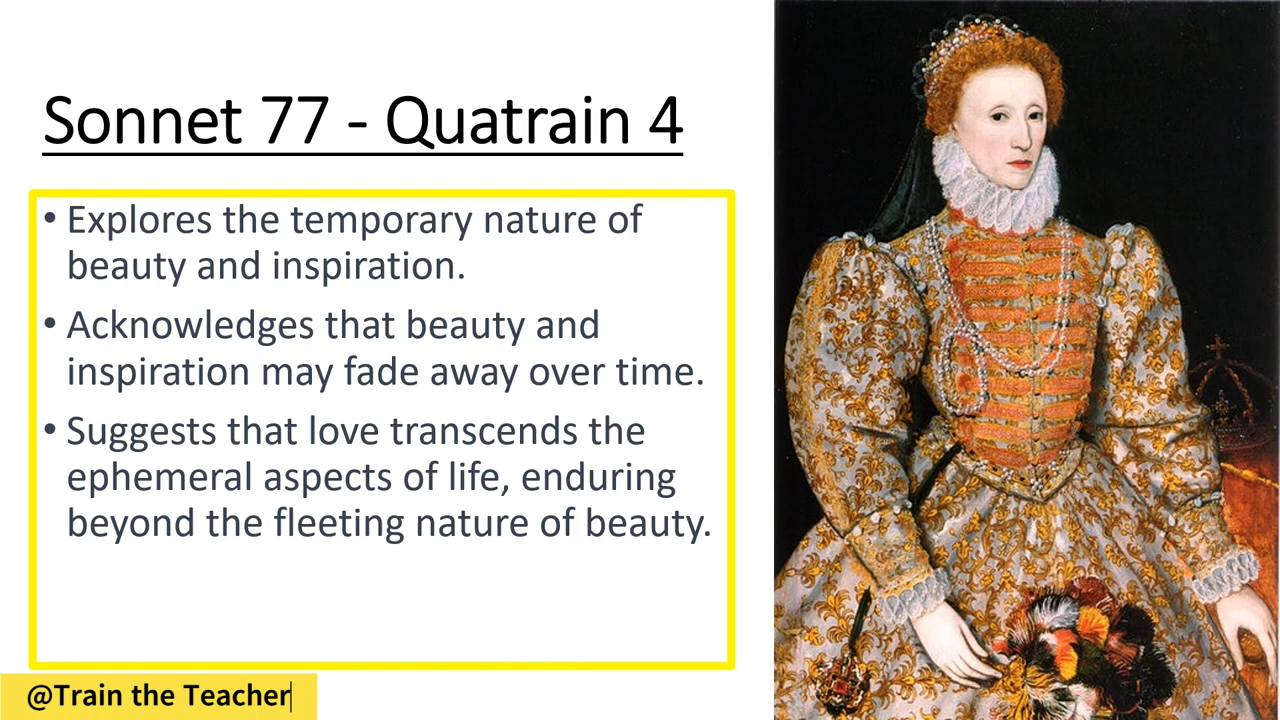 Sonnet 77 - Quatrain 4
• Explores the temporary nature of
beauty and inspiration.
• Acknowledges that beauty and
inspiration may fade away over time.
• Suggests that love transcends the
ephemeral aspects of life, enduring
beyond the fleeting nature of beauty.
@Train the Teacher